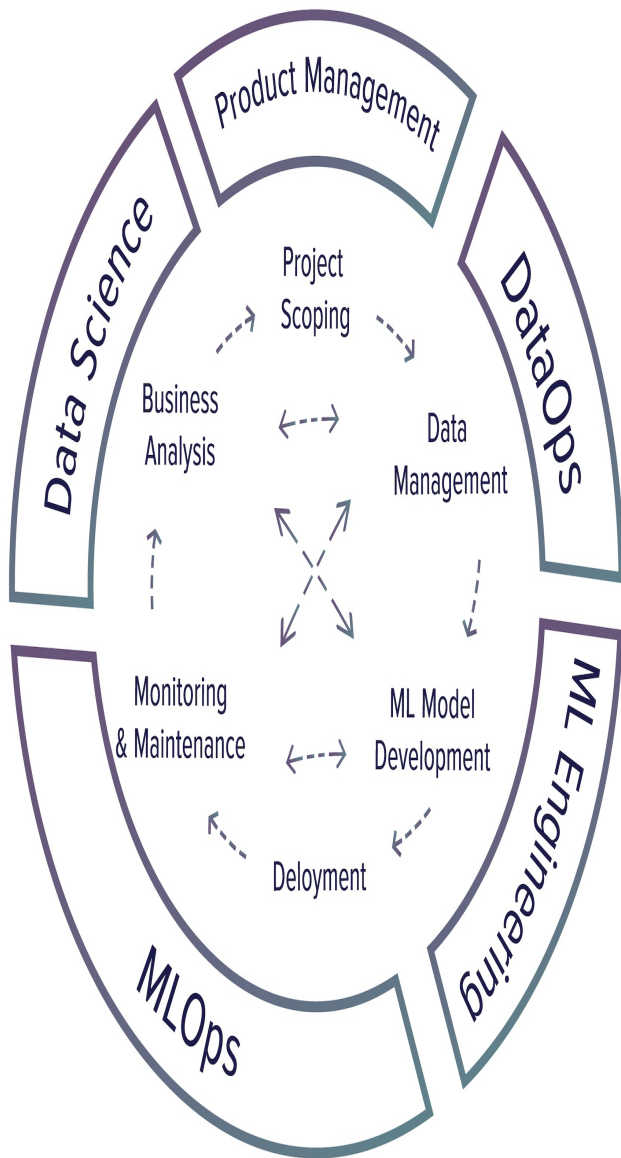 Product Management
Data Science
DataOps
Project
Scoping
Business
Analysis
Data
Management
Monitoring
& Maintenance
ML Model
Development
Deloyment
ML Engineering
MLOps